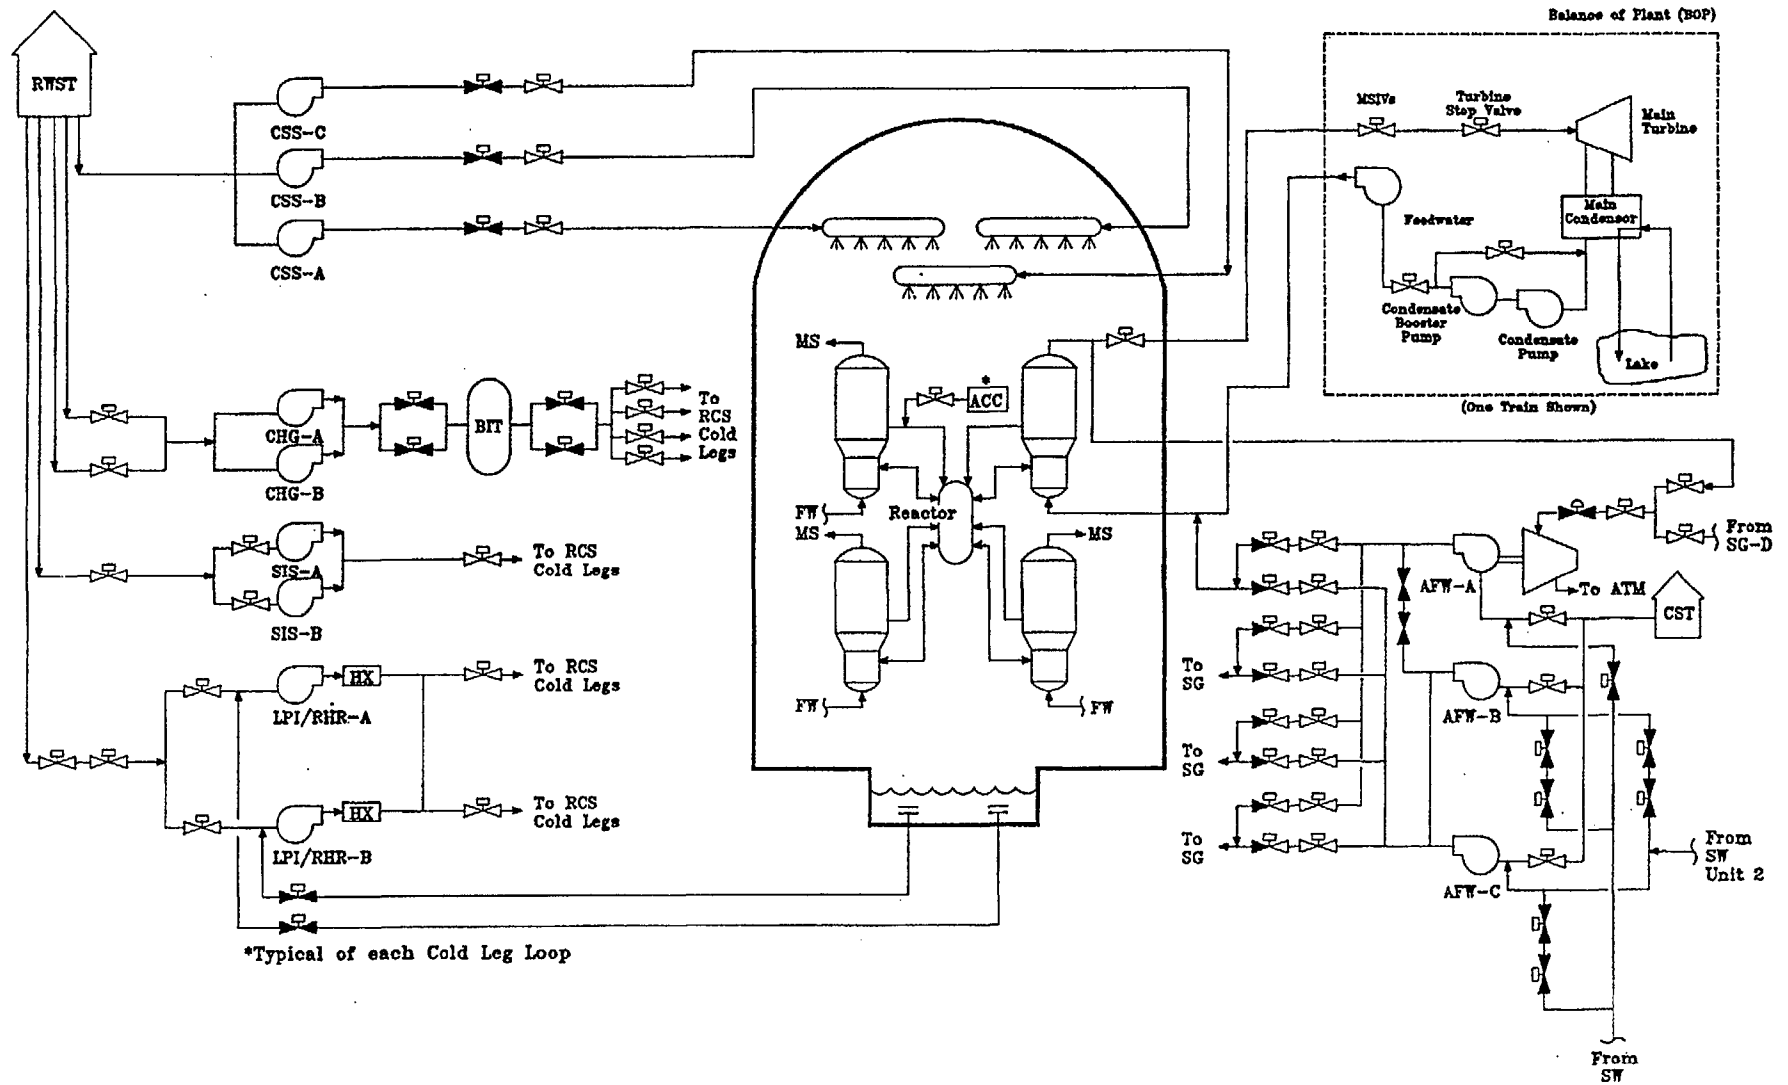 Balance of Plant (BOP)
RWST
MSIVs
Turbine
Stop Valve
Main
Turbine
CSS-C
CSS-B
CSS-A
Main
Condensor
Feedwater
Condensate
Booster
Pump
Condensate
Pump
Lake
(One Train Shown)
MS
*
ACC
CHG-A
CHG-B
BIT
To
RCS
Cold
Legs
FW
Reactor
MS
MS
From
SG-D
SIS-A
SIS-B
To RCS
Cold Legs
AFW-A
To ATM
CST
LPI/RHR-A
HX
To RCS
Cold Legs
FW
FW
To
SG
AFW-B
To
SG
LPI/RHR-B
HX
To RCS
Cold Legs
To
SG
AFW-C
From
SW
Unit 2
*Typical of each Cold Leg Loop
From
SW